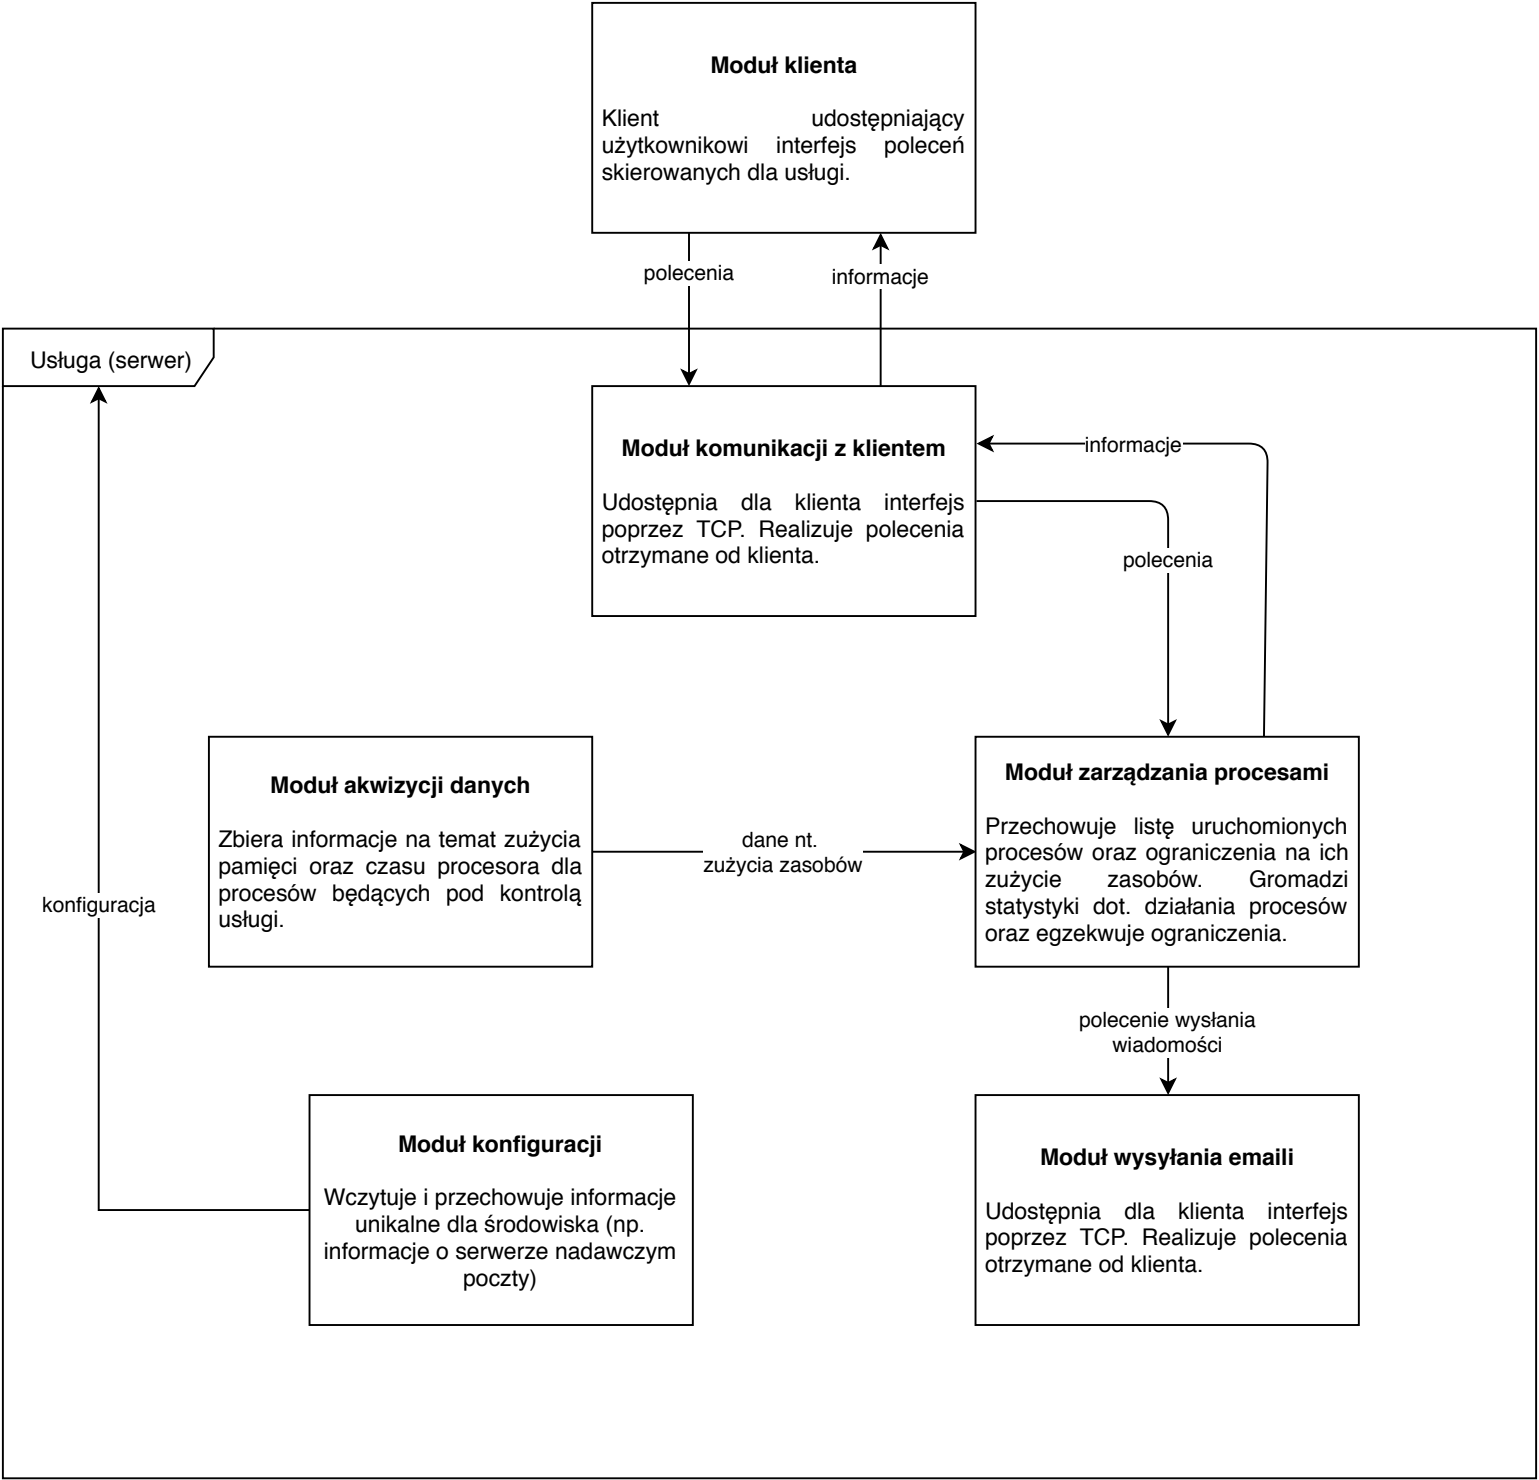 Moduł klienta
Klient udostępniający
użytkownikowi interfejs poleceń
skierowanych dla usługi.
polecenia
informacje
Usługa (serwer)
Moduł komunikacji z klientem
Udostępnia dla klienta interfejs
poprzez TCP. Realizuje polecenia
otrzymane od klienta.
informacje
polecenia
Moduł akwizycji danych
Zbiera informacje na temat zużycia
pamięci oraz czasu procesora dla
procesów będących pod kontrolą
usługi.
dane nt.
zużycia zasobów
Moduł zarządzania procesami
Przechowuje listę uruchomionych
procesów oraz ograniczenia na ich
zużycie zasobów. Gromadzi
statystyki dot. działania procesów
oraz egzekwuje ograniczenia.
konfiguracja
polecenie wysłania
wiadomości
Moduł konfiguracji
Wczytuje i przechowuje informacje
unikalne dla środowiska (np.
informacje o serwerze nadawczym
poczty)
Moduł wysyłania emaili
Udostępnia dla klienta interfejs
poprzez TCP. Realizuje polecenia
otrzymane od klienta.